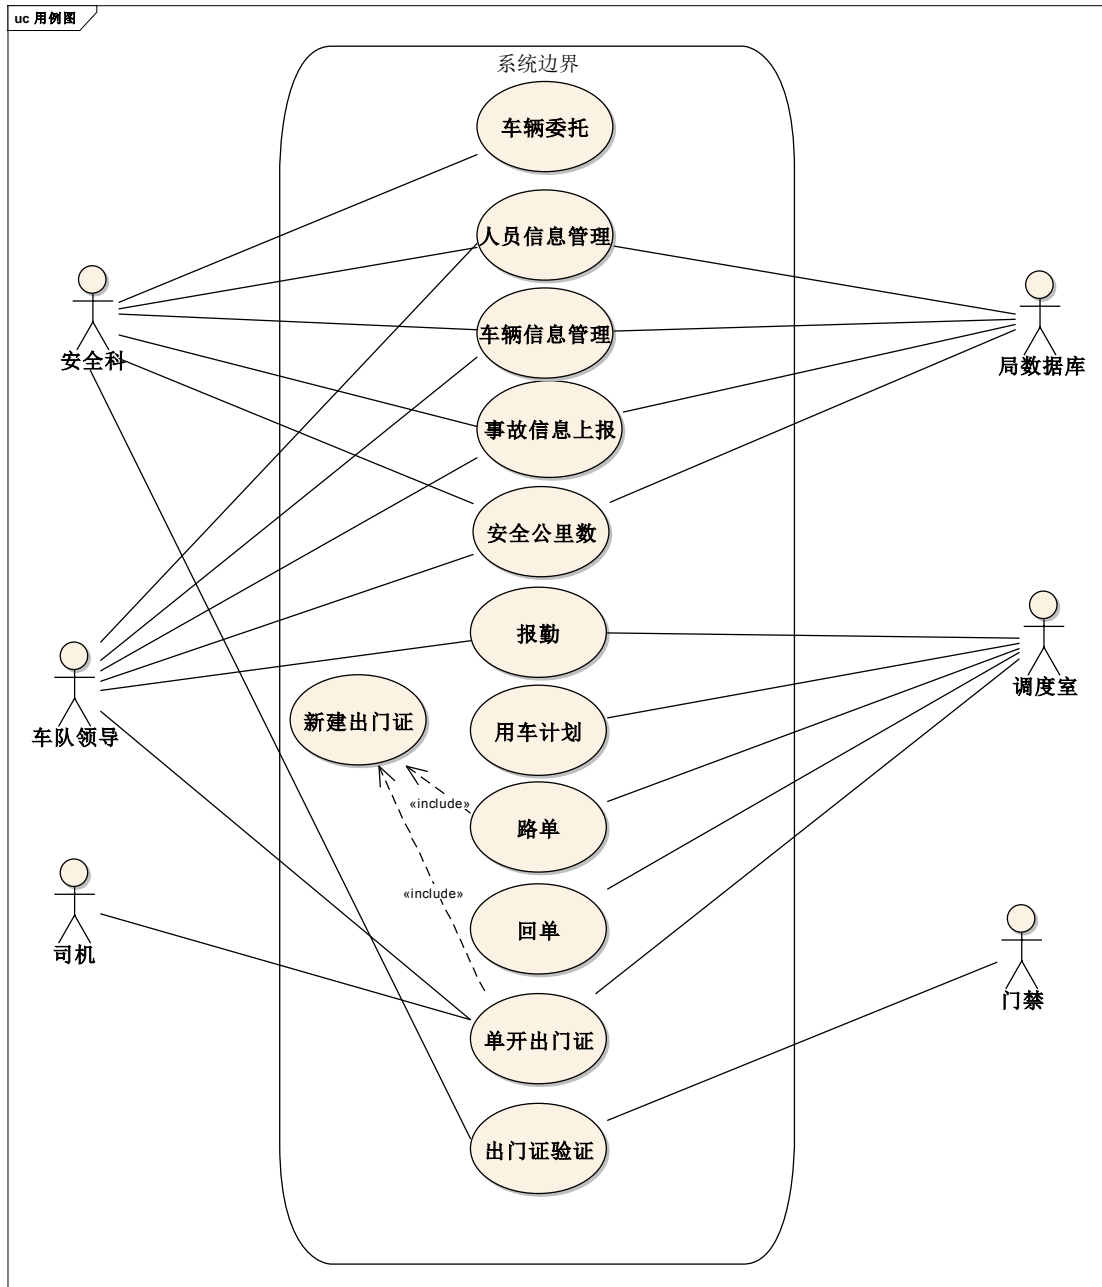 uc 用例图
系统边界
车辆委托
人员信息管理
车辆信息管理
安全科
局数据库
事故信息上报
安全公里数
报勤
调度室
新建出门证
用车计划
车队领导
«include»
路单
«include»
回单
司机
门禁
单开出门证
出门证验证